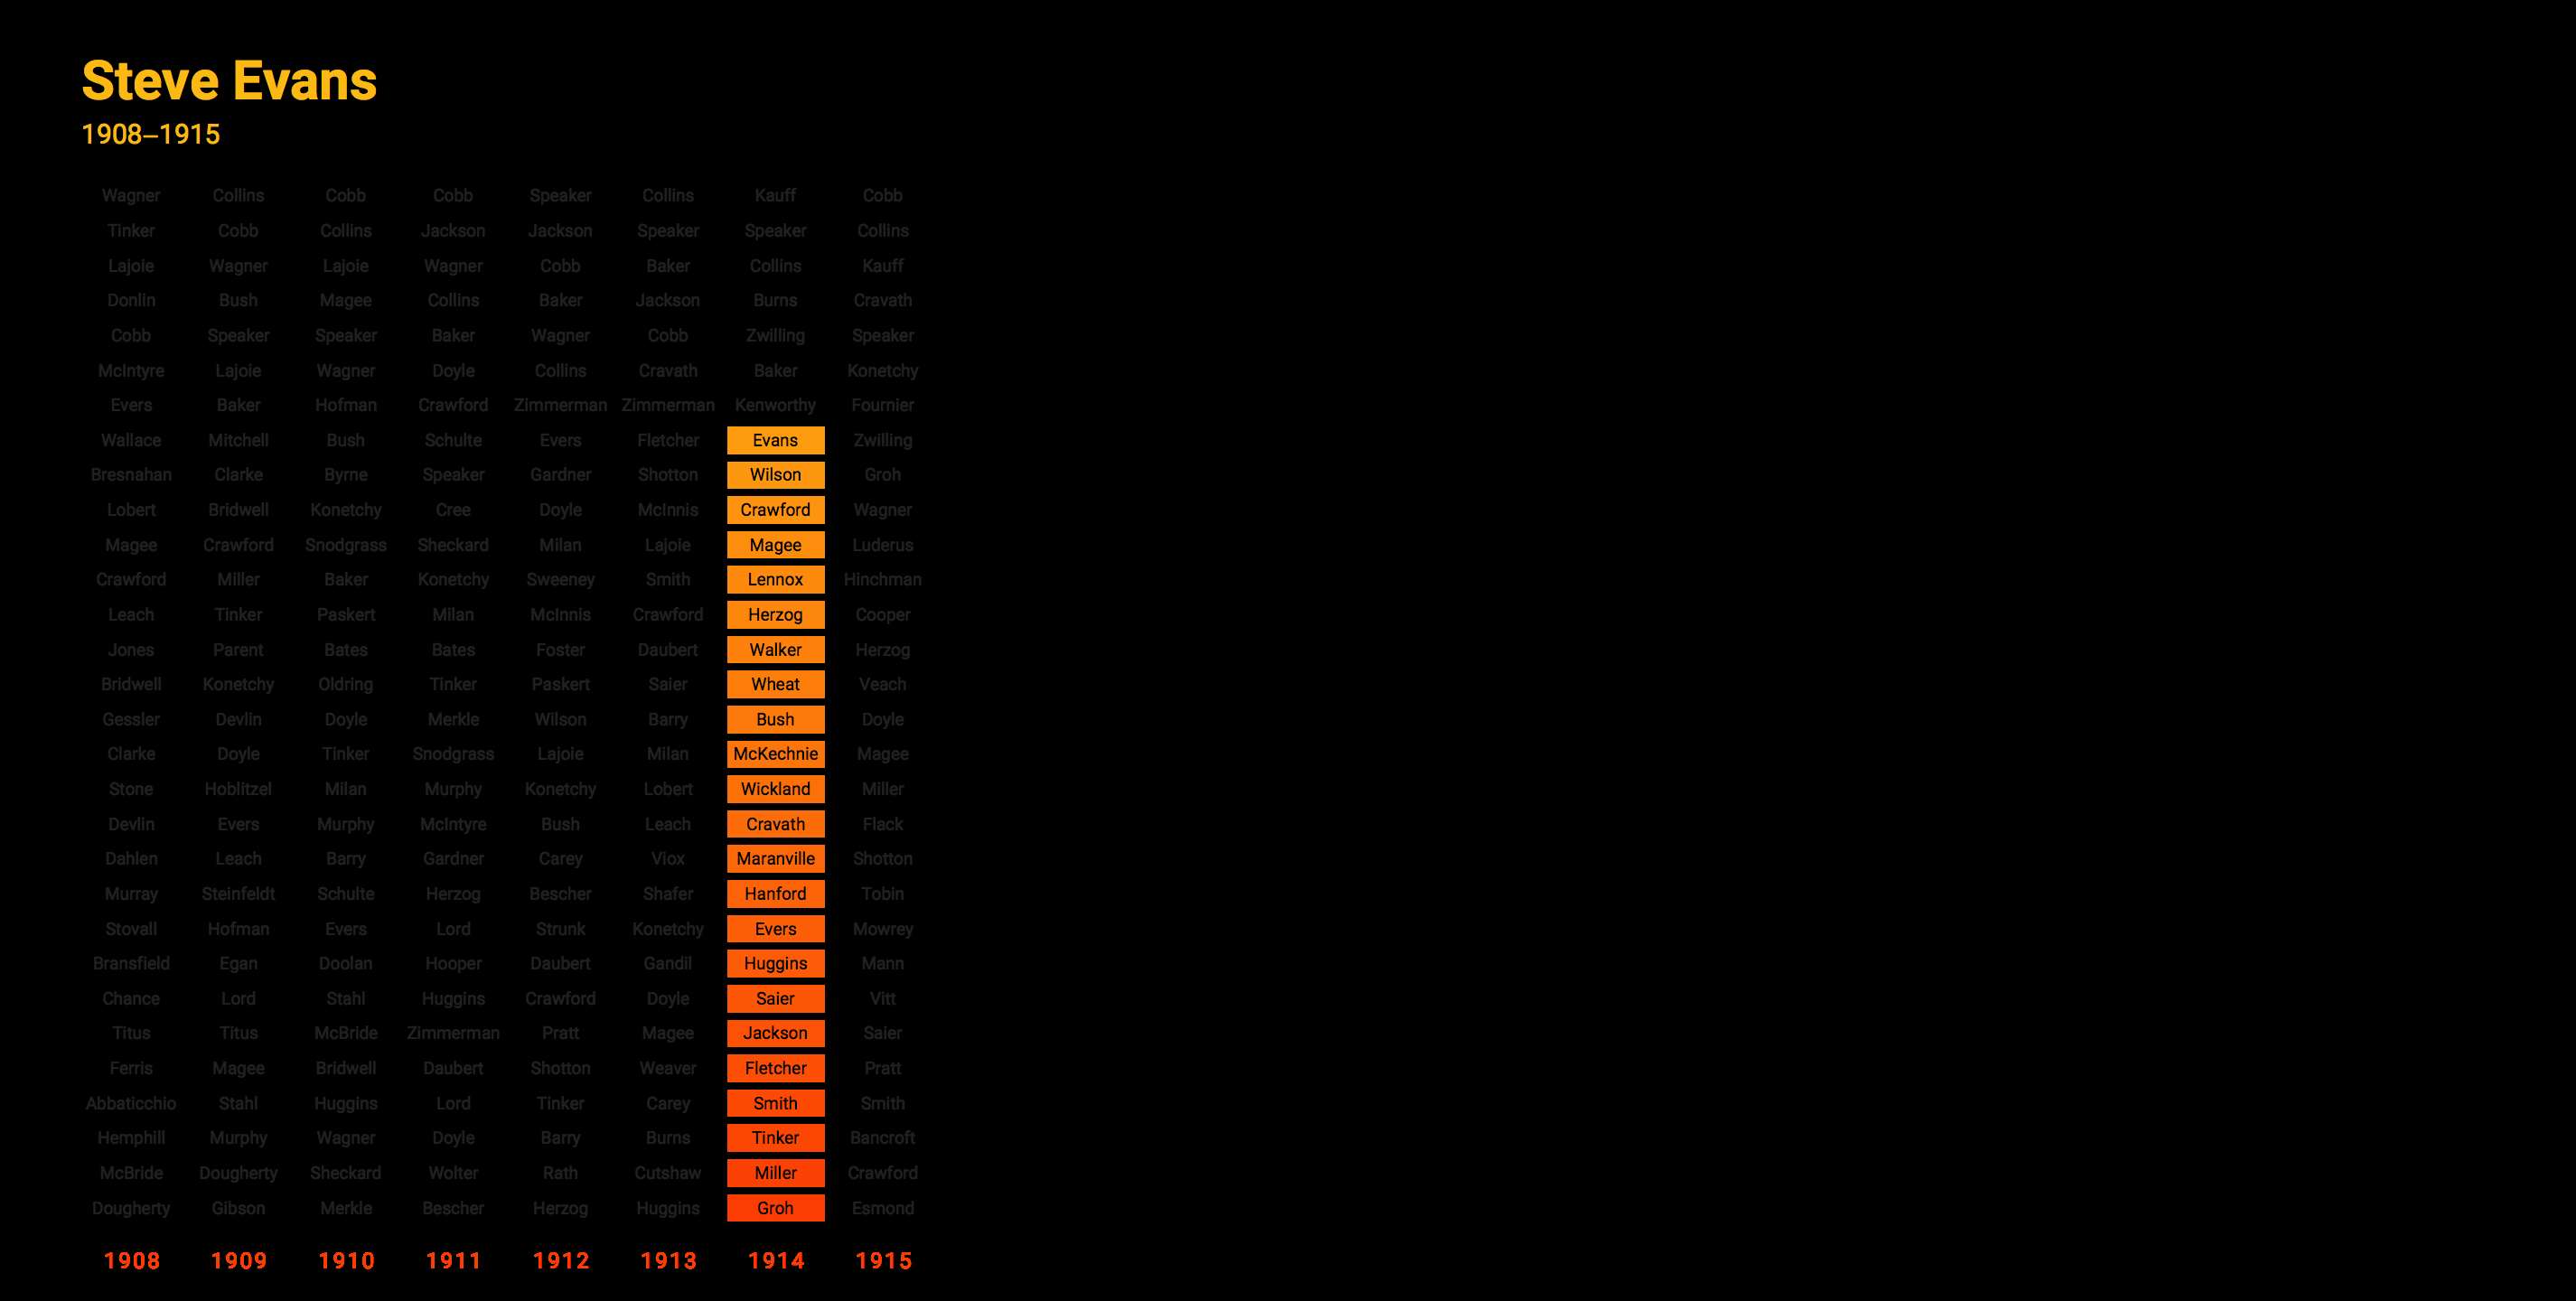 Steve Evans
1908–1915
Wagner Collins Cobb Cobb Speaker Collins Kauff Cobb
Tinker Cobb Collins Jackson Jackson Speaker Speaker Collins
Lajoie Wagner Lajoie Wagner Cobb Baker Collins Kauff
Donlin Bush Magee Collins Baker Jackson Burns Cravath
Cobb Speaker Speaker Baker Wagner Cobb Zwilling Speaker
McIntyre Lajoie Wagner Doyle Collins Cravath Baker Konetchy
Evers Baker Hofman Crawford Zimmerman Zimmerman Kenworthy Fournier
Wallace Mitchell Bush Schulte Evers Fletcher Evans Zwilling
Bresnahan Clarke Byrne Speaker Gardner Shotton Wilson Groh
Lobert Bridwell Konetchy Cree Doyle McInnis Crawford Wagner
Magee Crawford Snodgrass Sheckard Milan Lajoie Magee Luderus
Crawford Miller Baker Konetchy Sweeney Smith Lennox Hinchman
Leach Tinker Paskert Milan McInnis Crawford Herzog Cooper
Jones Parent Bates Bates Foster Daubert Walker Herzog
Bridwell Konetchy Oldring Tinker Paskert Saier Wheat Veach
Gessler Devlin Doyle Merkle Wilson Barry Bush Doyle
Clarke Doyle Tinker Snodgrass Lajoie Milan McKechnie Magee
Stone Hoblitzel Milan Murphy Konetchy Lobert Wickland Miller
Devlin Evers Murphy McIntyre Bush Leach Cravath Flack
Dahlen Leach Barry Gardner Carey Viox Maranville Shotton
Murray Steinfeldt Schulte Herzog Bescher Shafer Hanford Tobin
Stovall Hofman Evers Lord Strunk Konetchy Evers Mowrey
Bransfield Egan Doolan Hooper Daubert Gandil Huggins Mann
Chance Lord Stahl Huggins Crawford Doyle Saier Vitt
Titus Titus McBride Zimmerman Pratt Magee Jackson Saier
Ferris Magee Bridwell Daubert Shotton Weaver Fletcher Pratt
Abbaticchio Stahl Huggins Lord Tinker Carey Smith Smith
Hemphill Murphy Wagner Doyle Barry Burns Tinker Bancroft
McBride Dougherty Sheckard Wolter Rath Cutshaw Miller Crawford
Dougherty Gibson Merkle Bescher Herzog Huggins Groh Esmond
1908 1909 1910 1911 1912 1913 1914 1915